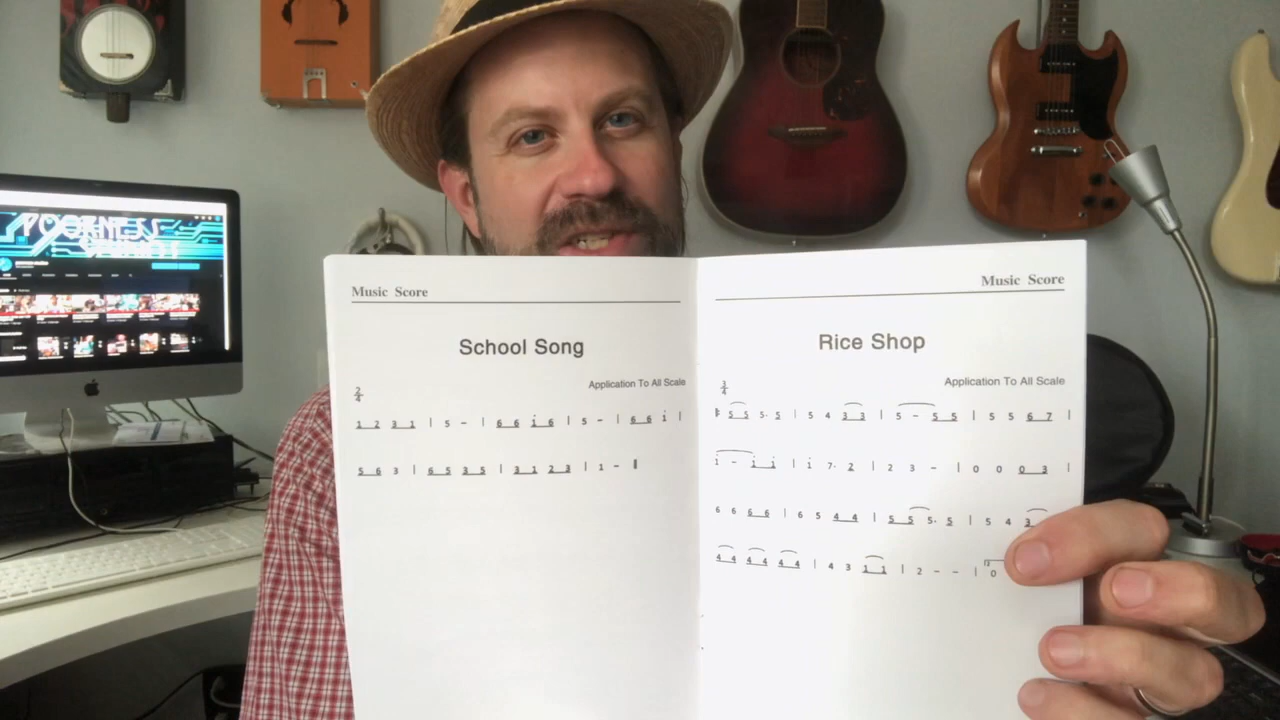 POORNESS
Music Score
School Song
Application To All Scale
2/4
1 2 3 1 | 5 – | 6 6 i 6 | 5 – | 6 6 i |
5 6 3 | 6 5 3 5 | 3 1 2 3 | 1 –
Music Score
Rice Shop
Application To All Scale
3/4
5 5 5· 5 | 5 4 3 3 | 5 – 5 5 | 5 5 6 7 |
i – i i | i 7· 2 | 2 3 – | 0 0 0 3 |
6 6 6 6 | 6 5 4 4 | 5 5 5· 5 | 5 4 3
4 4 4 4 4 4 | 4 3 1 1 | 2 – – | 0